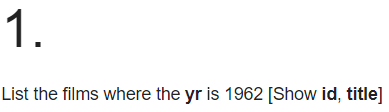 1.
List the films where the yr is 1962 [Show id, title]